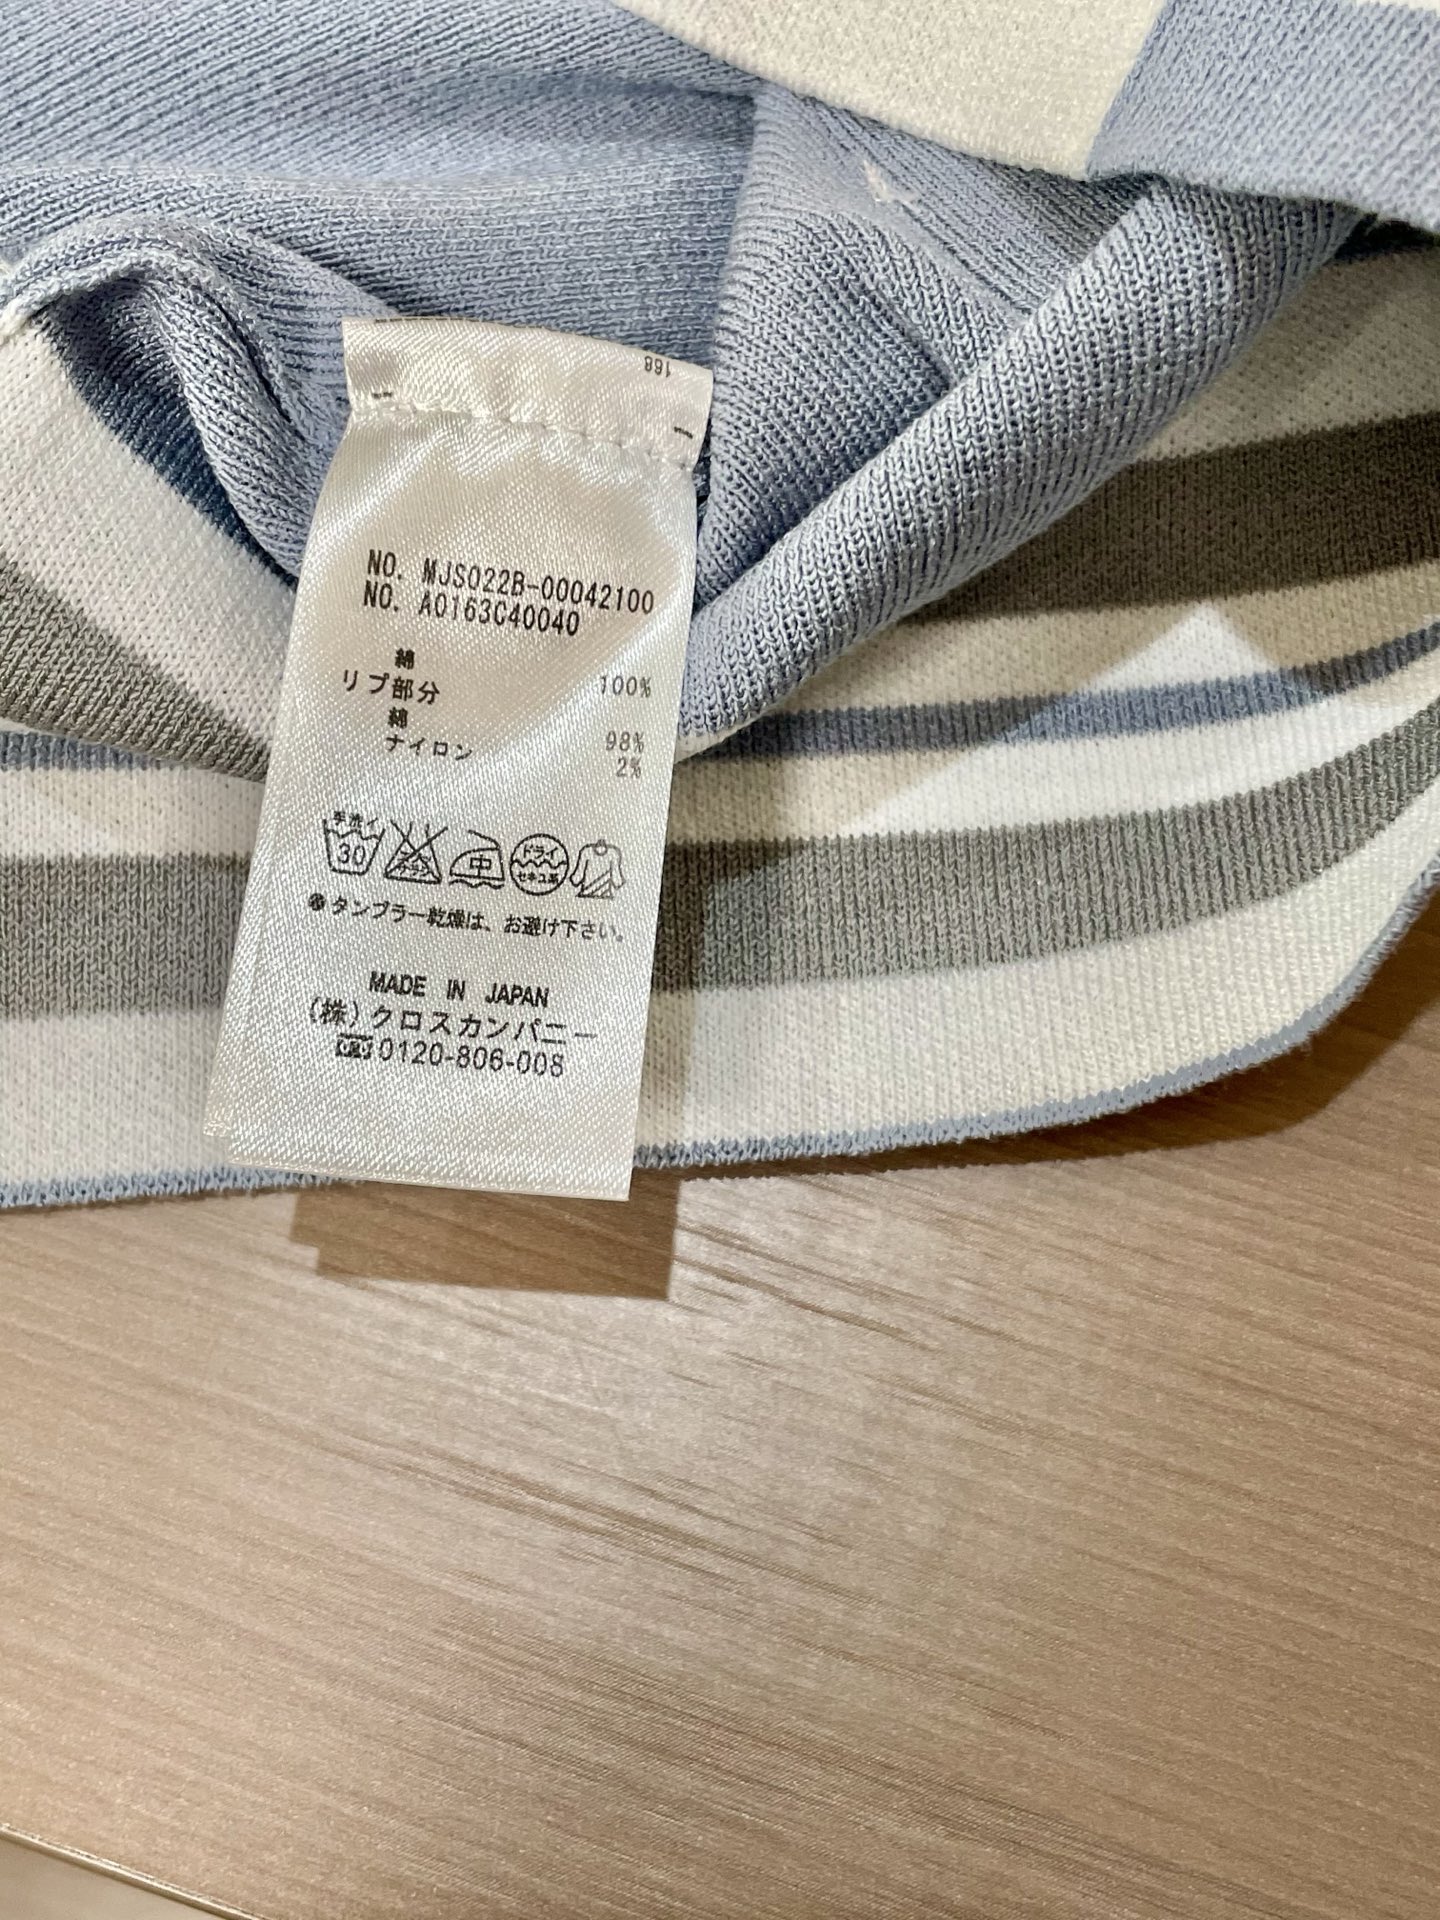 168
NO. MJS022B-00042100
NO. A0163C40040
綿 100%
リブ部分
綿 98%
ナイロン 2%
手洗イ 30 中 ドライ セキユ系
タンブラー乾燥は、お避け下さい。
MADE IN JAPAN
(株)クロスカンパニー
0120-806-008